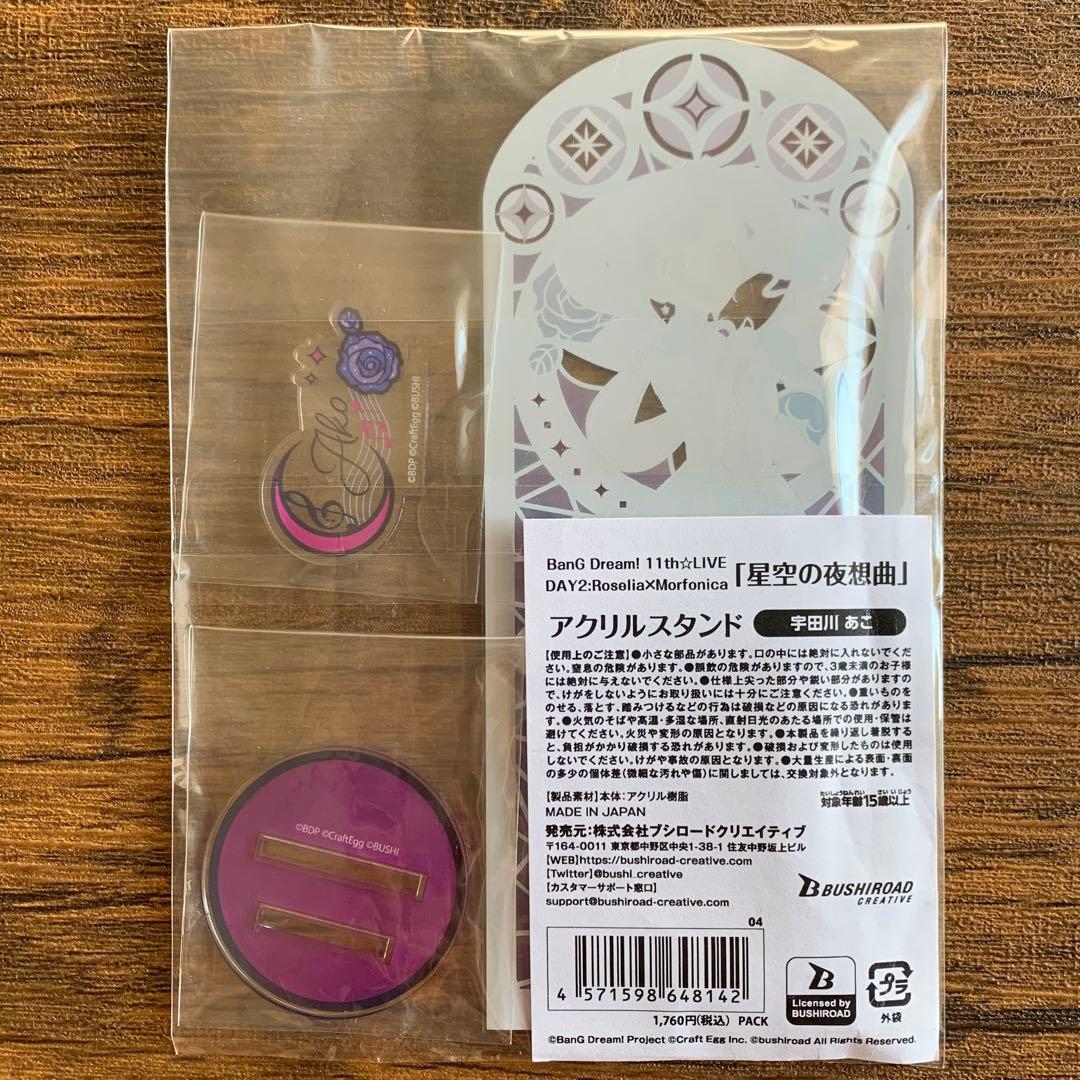 Ako
©BDP ©CraftEgg ©BUSHI
©BDP ©CraftEgg ©BUSHI
BanG Dream! 11th☆LIVE
DAY2:Roselia×Morfonica「星空の夜想曲」
アクリルスタンド 宇田川 あこ
【使用上のご注意】●小さな部品があります。口の中には絶対に入れないでくだ
さい。窒息の危険があります。●誤飲の危険がありますので、3歳未満のお子様
には絶対に与えないでください。●仕様上尖った部分や鋭い部分があります
ので、けがをしないようにお取り扱いには十分にご注意ください。●重いものを
のせる、落とす、踏みつけるなどの行為は破損などの原因になる恐れがありま
す。●火気のそばや高温・多湿な場所、直射日光のあたる場所での使用・保管は
避けてください。火災や変形の原因となります。●本製品を繰り返し着脱する
と、負担がかかり破損する恐れがあります。●破損および変形したものは使用
しないでください。けがや事故の原因となります。●大量生産による表面・裏面
の多少の個体差(微細な汚れや傷)に関しましては、交換対象外となります。
【製品素材】本体:アクリル樹脂
MADE IN JAPAN
たいしょうねんれい さい いじょう
対象年齢15歳以上
発売元:株式会社ブシロードクリエイティブ
〒164-0011 東京都中野区中央1-38-1 住友中野坂上ビル
【WEB】https://bushiroad-creative.com
【Twitter】@bushi_creative
【カスタマーサポート窓口】
support@bushiroad-creative.com
BUSHIROAD
CREATIVE
04
4 571598 648142
1,760円(税込) PACK
B
Licensed by
BUSHIROAD
プラ
外袋
©BanG Dream! Project ©Craft Egg Inc. ©bushiroad All Rights Reserved.